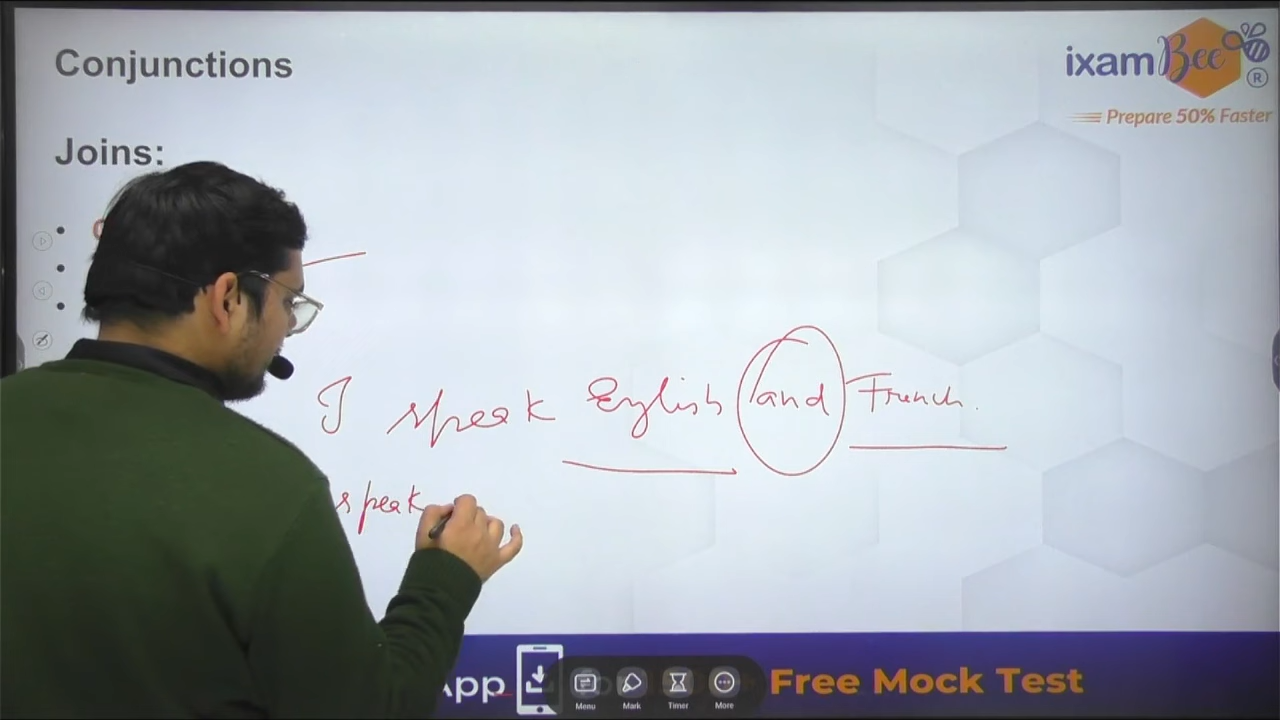 Conjunctions
ixamBee
R
Prepare 50% Faster
Joins:
I speak English and French.
speak
App
Free Mock Test
Menu
Mark
Timer
More